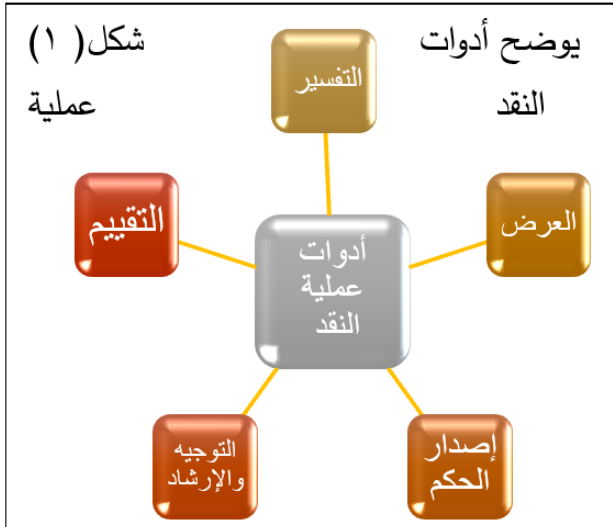 شكل( ١) يوضح أدوات
عملية النقد
التفسير
العرض
إصدار
الحكم
التوجيه
والإرشاد
التقييم
أدوات
عملية
النقد